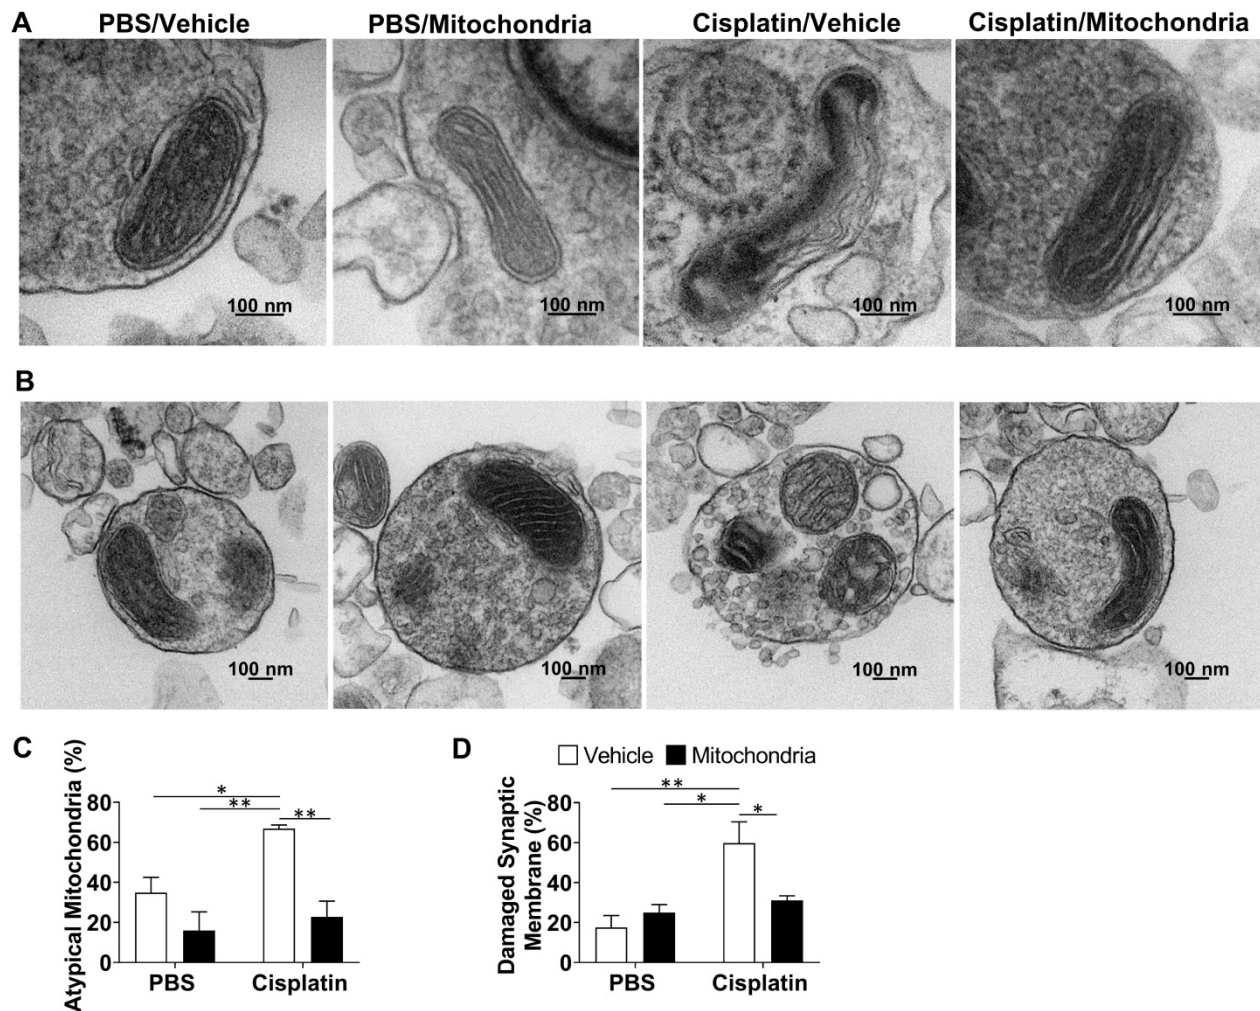 A
PBS/Vehicle
PBS/Mitochondria
Cisplatin/Vehicle
Cisplatin/Mitochondria
100 nm
100 nm
100 nm
100 nm
B
100 nm
100 nm
100 nm
100 nm
C
Atypical Mitochondria (%)
80
60
40
20
0
*
**
**
PBS
Cisplatin
D
Vehicle
Mitochondria
Damaged Synaptic
Membrane (%)
80
60
40
20
0
**
*
*
PBS
Cisplatin